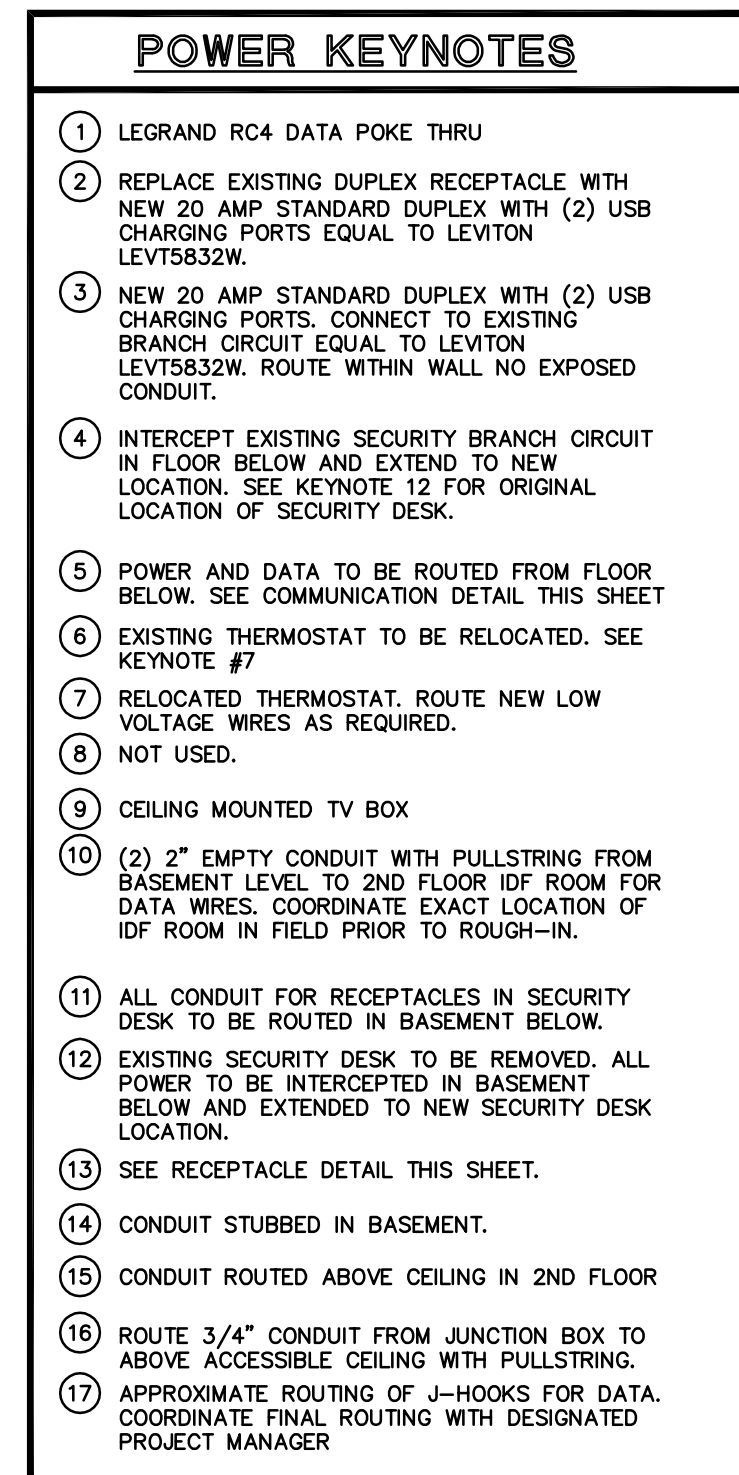 POWER KEYNOTES
1 LEGRAND RC4 DATA POKE THRU
2 REPLACE EXISTING DUPLEX RECEPTACLE WITH
NEW 20 AMP STANDARD DUPLEX WITH (2) USB
CHARGING PORTS EQUAL TO LEVITON
LEVT5832W.
3 NEW 20 AMP STANDARD DUPLEX WITH (2) USB
CHARGING PORTS. CONNECT TO EXISTING
BRANCH CIRCUIT EQUAL TO LEVITON
LEVT5832W. ROUTE WITHIN WALL NO EXPOSED
CONDUIT.
4 INTERCEPT EXISTING SECURITY BRANCH CIRCUIT
IN FLOOR BELOW AND EXTEND TO NEW
LOCATION. SEE KEYNOTE 12 FOR ORIGINAL
LOCATION OF SECURITY DESK.
5 POWER AND DATA TO BE ROUTED FROM FLOOR
BELOW. SEE COMMUNICATION DETAIL THIS SHEET
6 EXISTING THERMOSTAT TO BE RELOCATED. SEE
KEYNOTE #7
7 RELOCATED THERMOSTAT. ROUTE NEW LOW
VOLTAGE WIRES AS REQUIRED.
8 NOT USED.
9 CEILING MOUNTED TV BOX
10 (2) 2" EMPTY CONDUIT WITH PULLSTRING FROM
BASEMENT LEVEL TO 2ND FLOOR IDF ROOM FOR
DATA WIRES. COORDINATE EXACT LOCATION OF
IDF ROOM IN FIELD PRIOR TO ROUGH-IN.
11 ALL CONDUIT FOR RECEPTACLES IN SECURITY
DESK TO BE ROUTED IN BASEMENT BELOW.
12 EXISTING SECURITY DESK TO BE REMOVED. ALL
POWER TO BE INTERCEPTED IN BASEMENT
BELOW AND EXTENDED TO NEW SECURITY DESK
LOCATION.
13 SEE RECEPTACLE DETAIL THIS SHEET.
14 CONDUIT STUBBED IN BASEMENT.
15 CONDUIT ROUTED ABOVE CEILING IN 2ND FLOOR
16 ROUTE 3/4" CONDUIT FROM JUNCTION BOX TO
ABOVE ACCESSIBLE CEILING WITH PULLSTRING.
17 APPROXIMATE ROUTING OF J-HOOKS FOR DATA.
COORDINATE FINAL ROUTING WITH DESIGNATED
PROJECT MANAGER